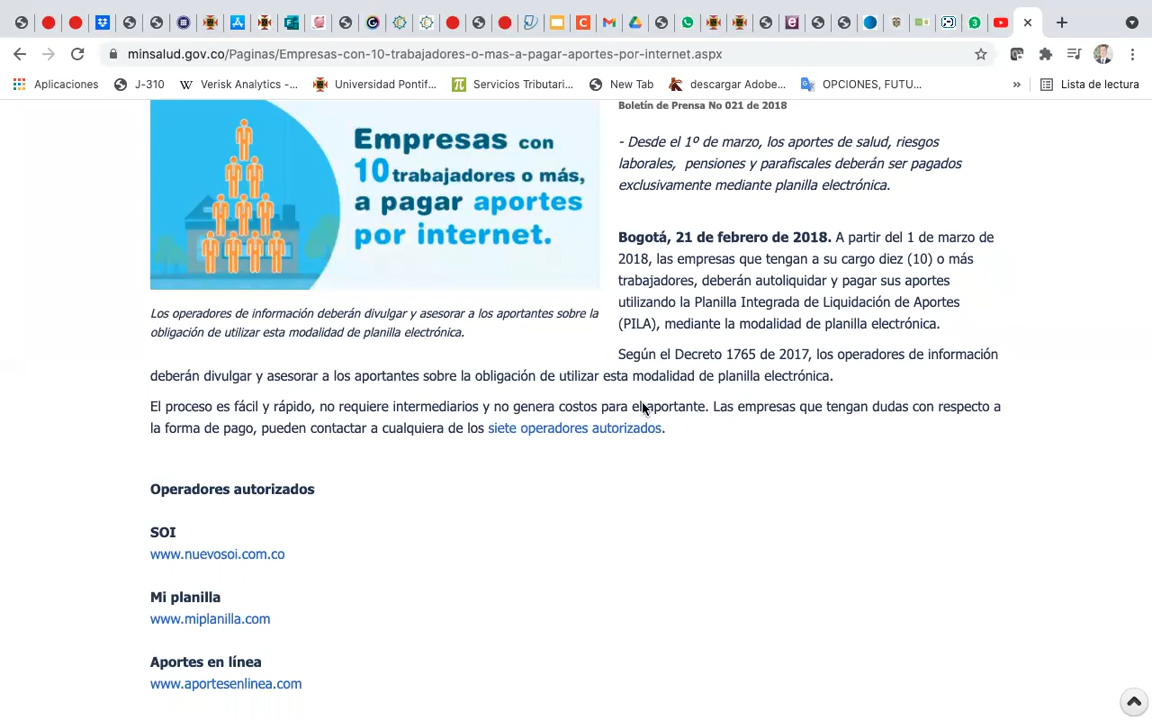 minsalud.gov.co/Paginas/Empresas-con-10-trabajadores-o-mas-a-pagar-aportes-por-internet.aspx
Aplicaciones J-310 Verisk Analytics -... Universidad Pontif... Servicios Tributari... New Tab descargar Adobe... OPCIONES, FUTU... » Lista de lectura
Empresas con
10 trabajadores o más,
a pagar aportes
por internet.
Los operadores de información deberán divulgar y asesorar a los aportantes sobre la
obligación de utilizar esta modalidad de planilla electrónica.
Boletín de Prensa No 021 de 2018
- Desde el 1º de marzo, los aportes de salud, riesgos
laborales, pensiones y parafiscales deberán ser pagados
exclusivamente mediante planilla electrónica.
Bogotá, 21 de febrero de 2018. A partir del 1 de marzo de
2018, las empresas que tengan a su cargo diez (10) o más
trabajadores, deberán autoliquidar y pagar sus aportes
utilizando la Planilla Integrada de Liquidación de Aportes
(PILA), mediante la modalidad de planilla electrónica.
Según el Decreto 1765 de 2017, los operadores de información
deberán divulgar y asesorar a los aportantes sobre la obligación de utilizar esta modalidad de planilla electrónica.
El proceso es fácil y rápido, no requiere intermediarios y no genera costos para el aportante. Las empresas que tengan dudas con respecto a
la forma de pago, pueden contactar a cualquiera de los siete operadores autorizados.
Operadores autorizados
SOI
www.nuevosoi.com.co
Mi planilla
www.miplanilla.com
Aportes en línea
www.aportesenlinea.com